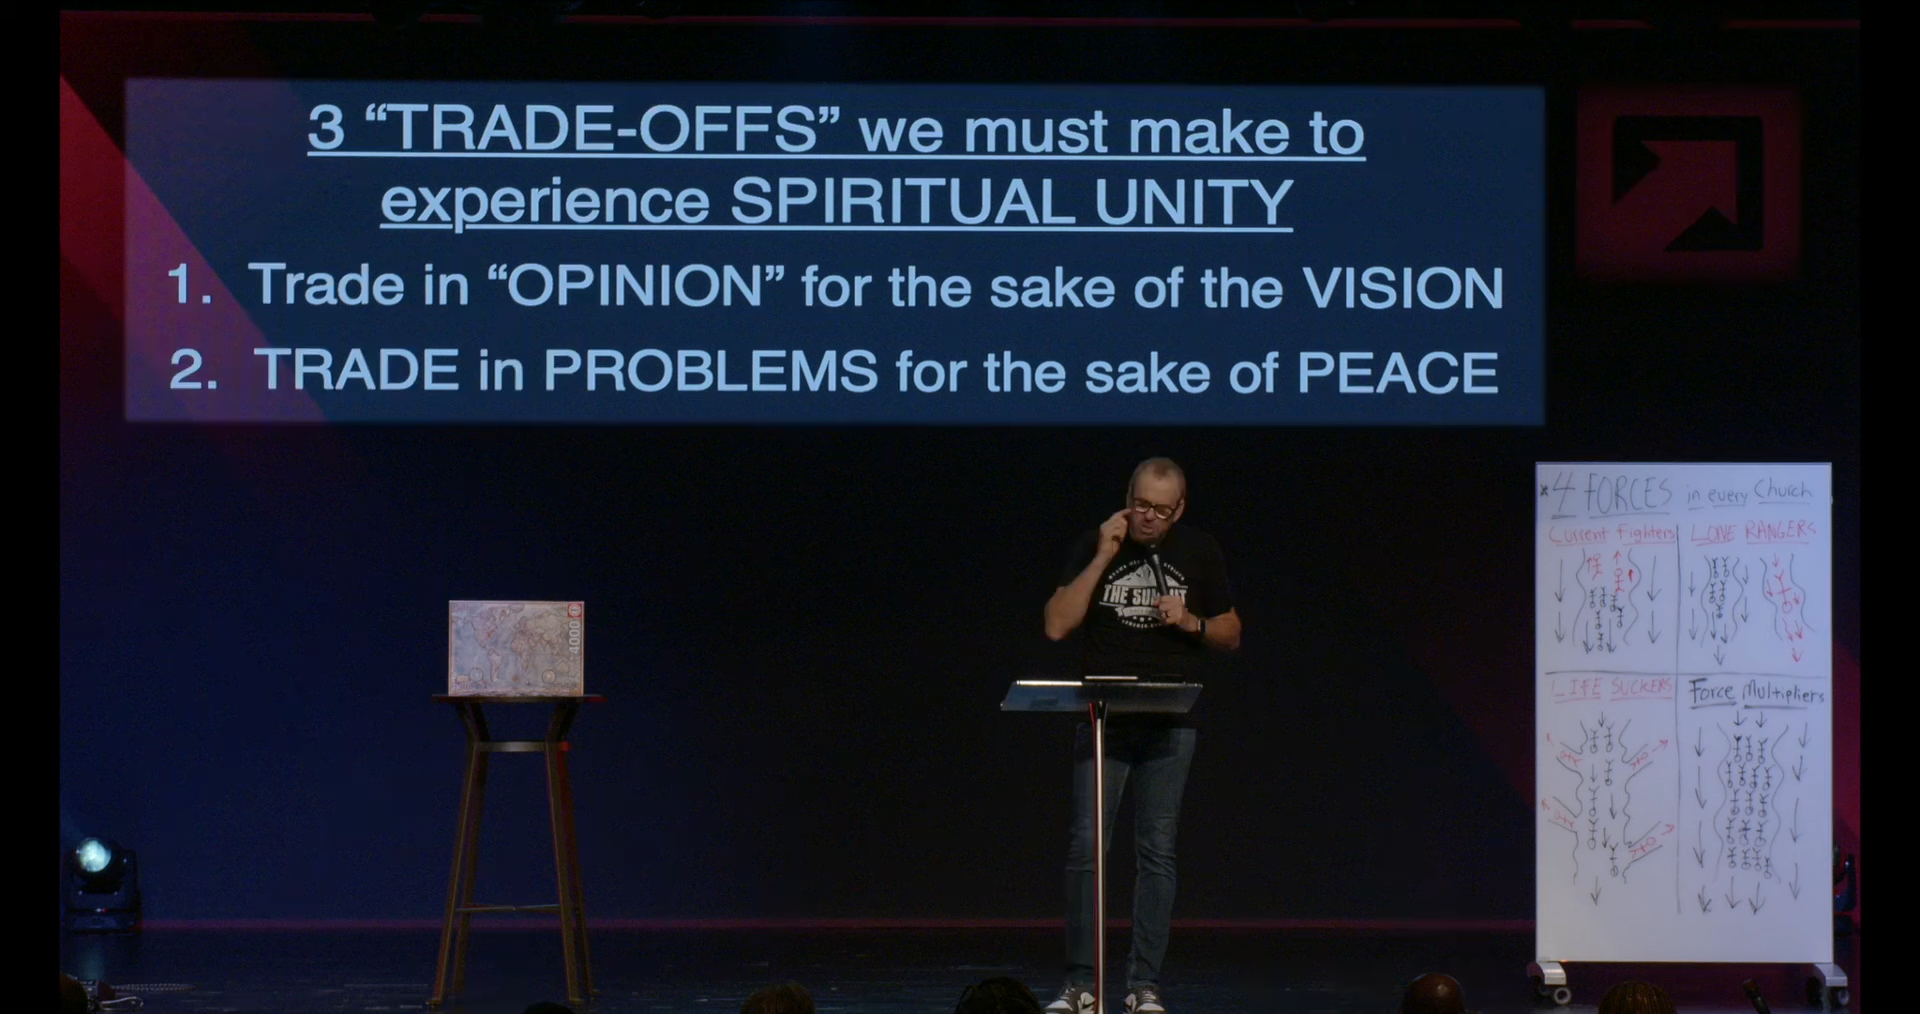 3 “TRADE-OFFS” we must make to
experience SPIRITUAL UNITY
1. Trade in “OPINION” for the sake of the VISION
2. TRADE in PROBLEMS for the sake of PEACE
4 FORCES in every Church
Current Fighters
LONE RANGERS
LIFE SUCKERS
Force Multipliers
4000